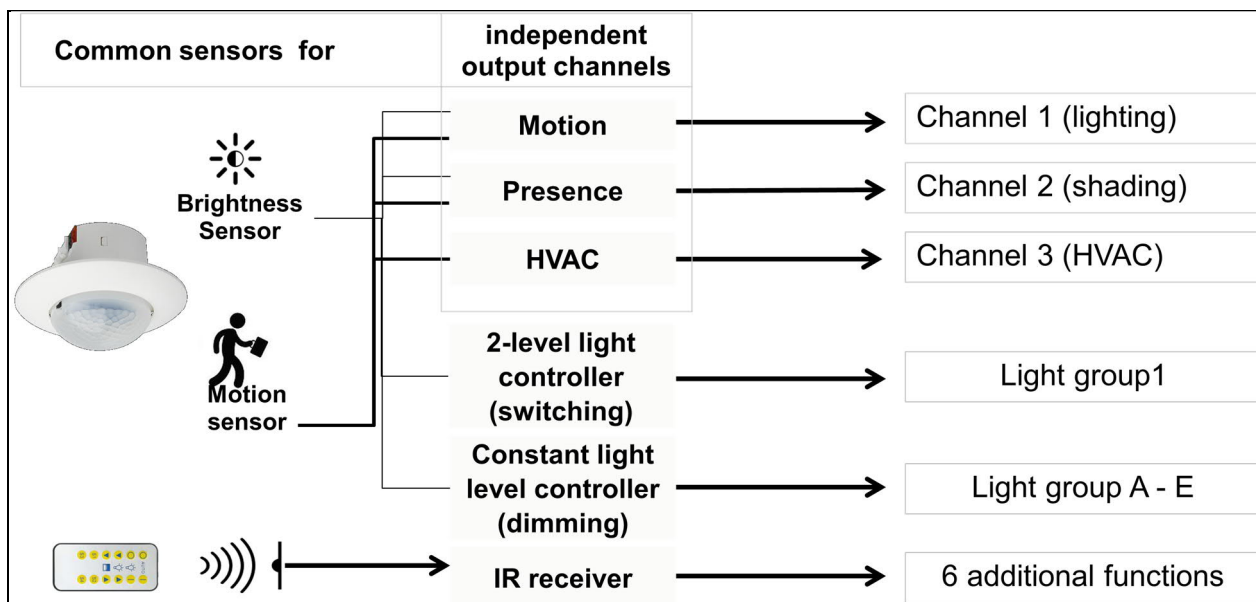 Common sensors for
independent
output channels
Motion
Channel 1 (lighting)
Brightness
Sensor
Presence
Channel 2 (shading)
HVAC
Channel 3 (HVAC)
Motion
sensor
2-level light
controller
(switching)
Light group1
Constant light
level controller
(dimming)
Light group A - E
IR receiver
6 additional functions